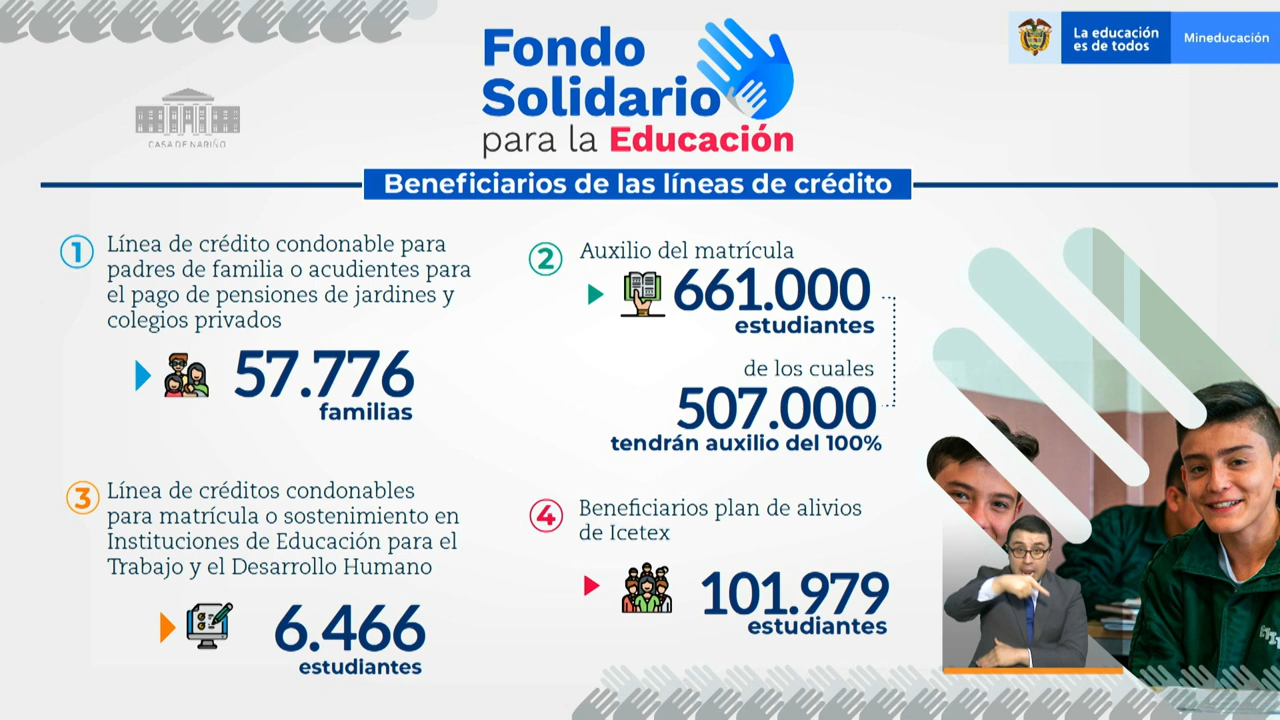 Fondo
Solidario
para la Educación
La educación
es de todos
Mineducación
CASA DE NARIÑO
Beneficiarios de las líneas de crédito
1
Línea de crédito condonable para
padres de familia o acudientes para
el pago de pensiones de jardines y
colegios privados
57.776
familias
2
Auxilio del matrícula
661.000
estudiantes
de los cuales
507.000
tendrán auxilio del 100%
3
Línea de créditos condonables
para matrícula o sostenimiento en
Instituciones de Educación para el
Trabajo y el Desarrollo Humano
6.466
estudiantes
4
Beneficiarios plan de alivios
de Icetex
101.979
estudiantes